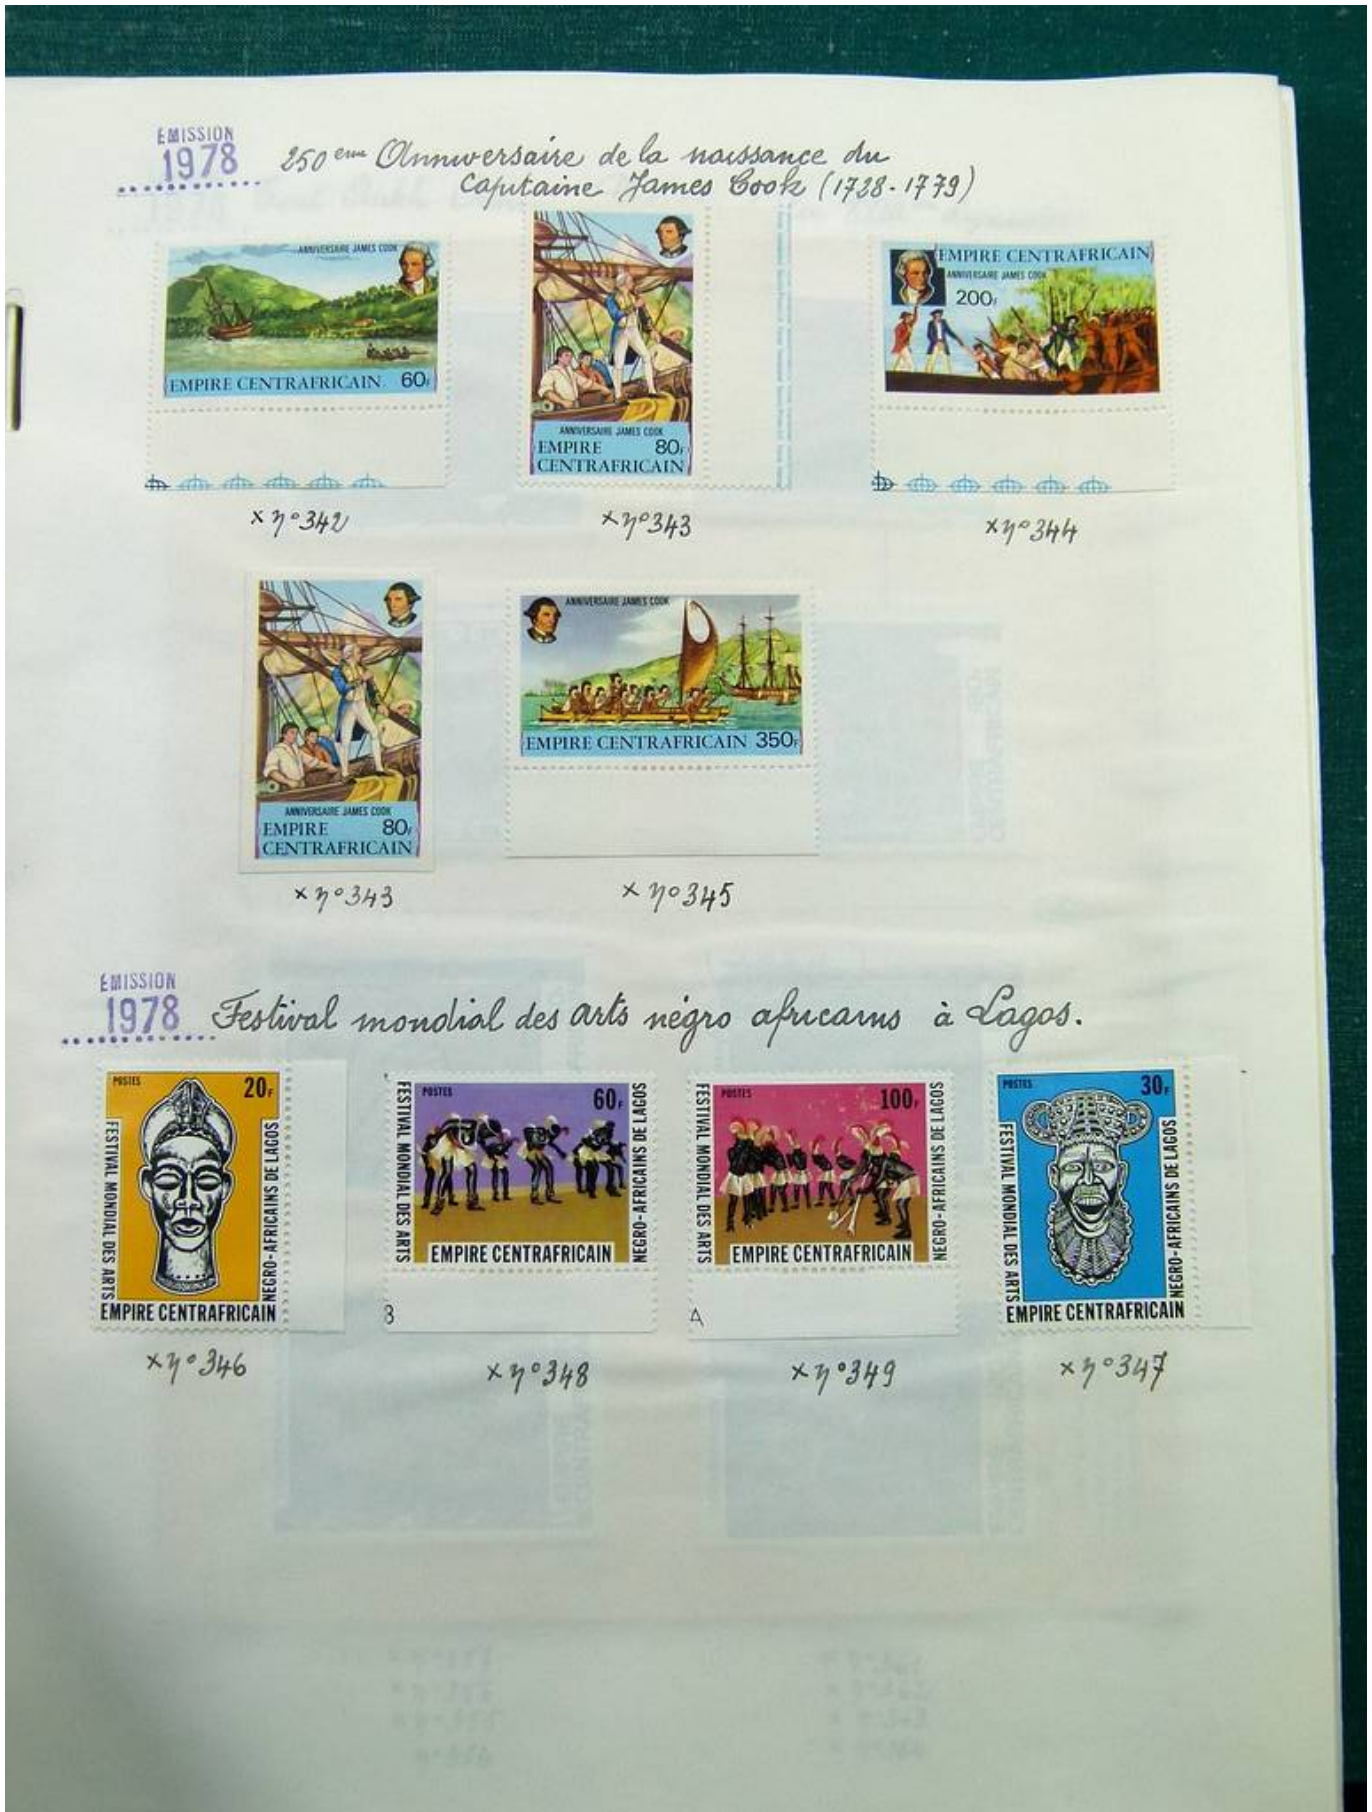 EMISSION
1978
250 eme Anniversaire de la naissance du
Capitaine James Cook (1728-1779)
ANNIVERSAIRE JAMES COOK
EMPIRE CENTRAFRICAIN 60F
x n° 342
ANNIVERSAIRE JAMES COOK
EMPIRE 80F
CENTRAFRICAIN
x n° 343
EMPIRE CENTRAFRICAIN
ANNIVERSAIRE JAMES COOK
200F
x n° 344
ANNIVERSAIRE JAMES COOK
EMPIRE 80F
CENTRAFRICAIN
x n° 343
ANNIVERSAIRE JAMES COOK
EMPIRE CENTRAFRICAIN 350F
x n° 345
EMISSION
1978
Festival mondial des arts négro africains à Lagos.
POSTES 20F
FESTIVAL MONDIAL DES ARTS
NEGRO-AFRICAINS DE LAGOS
EMPIRE CENTRAFRICAIN
x n° 346
POSTES 60F
FESTIVAL MONDIAL DES ARTS
NEGRO-AFRICAINS DE LAGOS
EMPIRE CENTRAFRICAIN
3
x n° 348
POSTES 100F
FESTIVAL MONDIAL DES ARTS
NEGRO-AFRICAINS DE LAGOS
EMPIRE CENTRAFRICAIN
A
x n° 349
POSTES 30F
FESTIVAL MONDIAL DES ARTS
NEGRO-AFRICAINS DE LAGOS
EMPIRE CENTRAFRICAIN
x n° 347